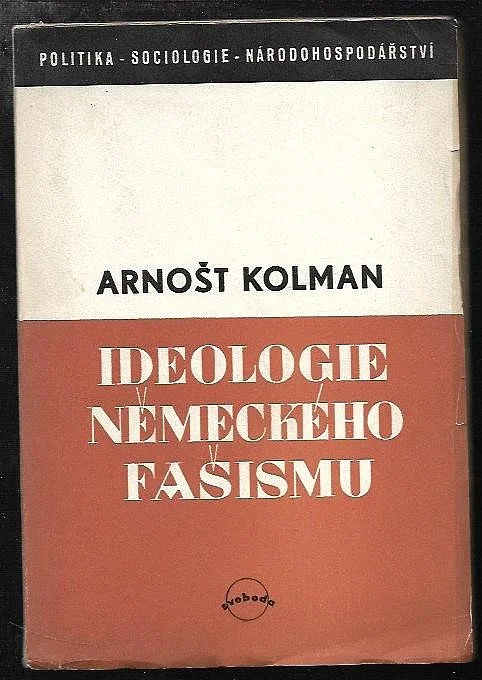 POLITIKA - SOCIOLOGIE - NÁRODOHOSPODÁŘSTVÍ
ARNOŠT KOLMAN
IDEOLOGIE
NĚMECKÉHO
FAŠISMU
svoboda